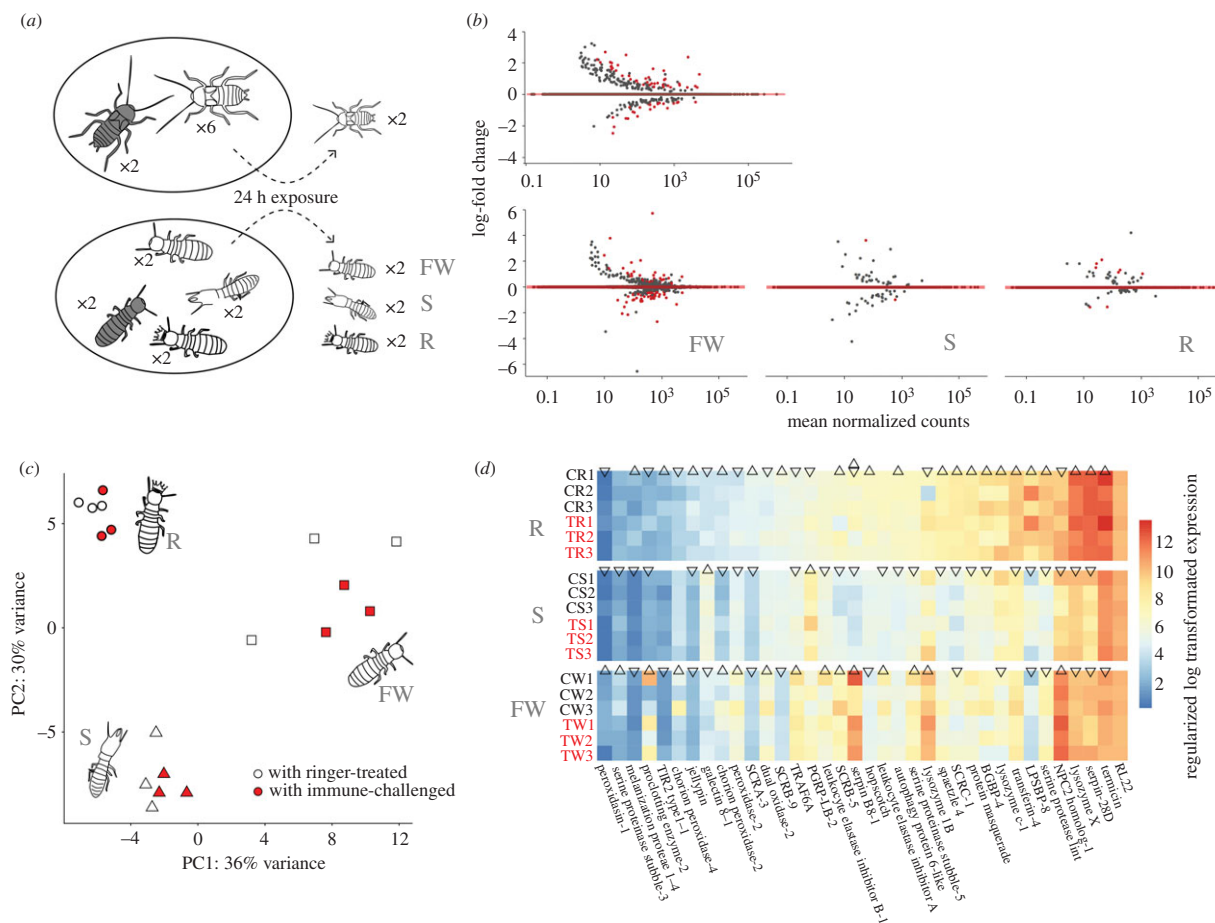 (a)
×6
×2
×2
24 h exposure
×2
×2
×2
×2
×2 FW
×2 S
×2 R
(b)
log-fold change
4
2
0
−2
−4
0.1 10 10³ 10⁵
6
4
2
0
−2
−4
−6
FW
S
R
0.1 10 10³ 10⁵
0.1 10 10³ 10⁵
0.1 10 10³ 10⁵
mean normalized counts
(c)
PC2: 30% variance
5
0
−5
R
FW
S
with ringer-treated
with immune-challenged
−4 0 4 8 12
PC1: 36% variance
(d)
R
CR1
CR2
CR3
TR1
TR2
TR3
S
CS1
CS2
CS3
TS1
TS2
TS3
FW
CW1
CW2
CW3
TW1
TW2
TW3
peroxidasin-1
serine proteinase stubble-3
melanization proteae 1–4
proclotting enzyme-2
TIR2 type1–1
chorion peroxidase-4
jellypin
galectin 8–1
chorion peroxidase-2
peroxidase-2
SCRA-3
dual oxidase-2
SCRB-9
TRAF6A
PGRP-LB-2
leukocyte elastase inhibitor B-1
SCRB-5
serpin B8-1
hopscotch
leukocyte elastase inhibitor A
autophagy protein 6-like
serine proteinase stubble-5
lysozyme 1B
spaetzle 4
SCRC-1
protein masquerade
BGBP-4
lysozyme c-1
transferin-4
LPSBP-8
serine protease lint
NPC2 homolog-1
lysozyme X
serpin-28D
termicin
RL22
12
10
8
6
4
2
regularized log transformed expression